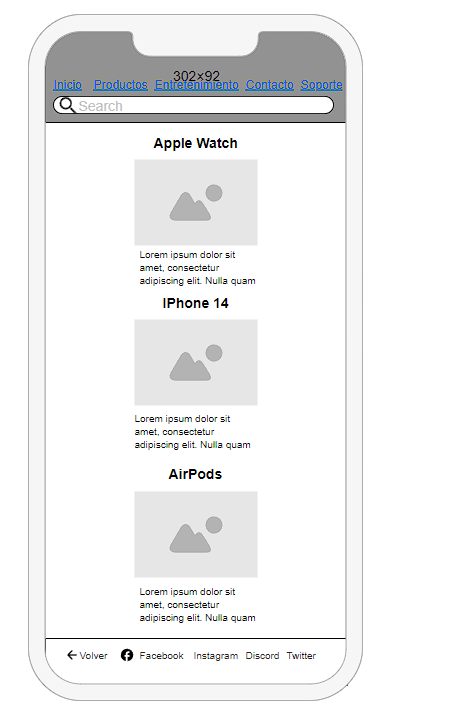 302×92
Inicio Productos Entretenimiento Contacto Soporte
Search
Apple Watch
Lorem ipsum dolor sit
amet, consectetur
adipiscing elit. Nulla quam
IPhone 14
Lorem ipsum dolor sit
amet, consectetur
adipiscing elit. Nulla quam
AirPods
Lorem ipsum dolor sit
amet, consectetur
adipiscing elit. Nulla quam
Volver Facebook Instagram Discord Twitter